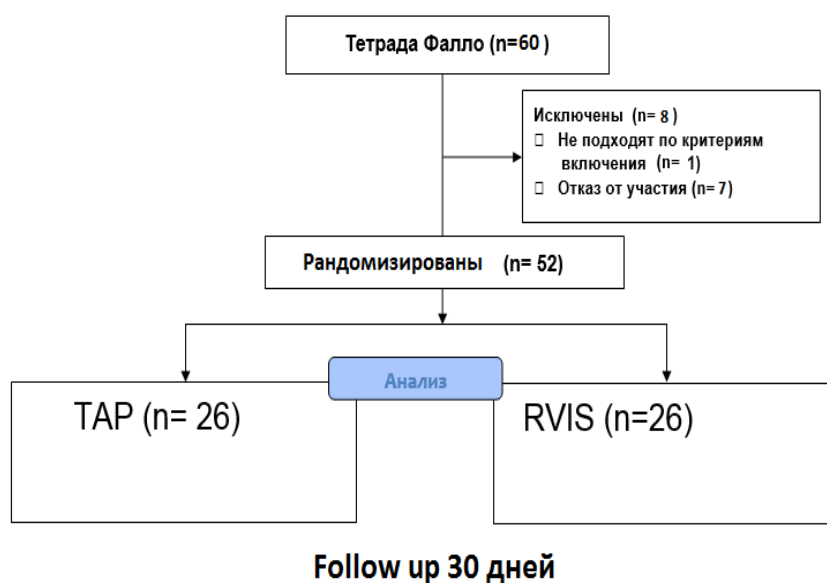 Тетрада Фалло (n=60 )
Исключены (n= 8 )
Не подходят по критериям
включения (n= 1)
Отказ от участия (n= 7)
Рандомизированы (n= 52)
Анализ
TAP (n= 26)
RVIS (n=26)
Follow up 30 дней